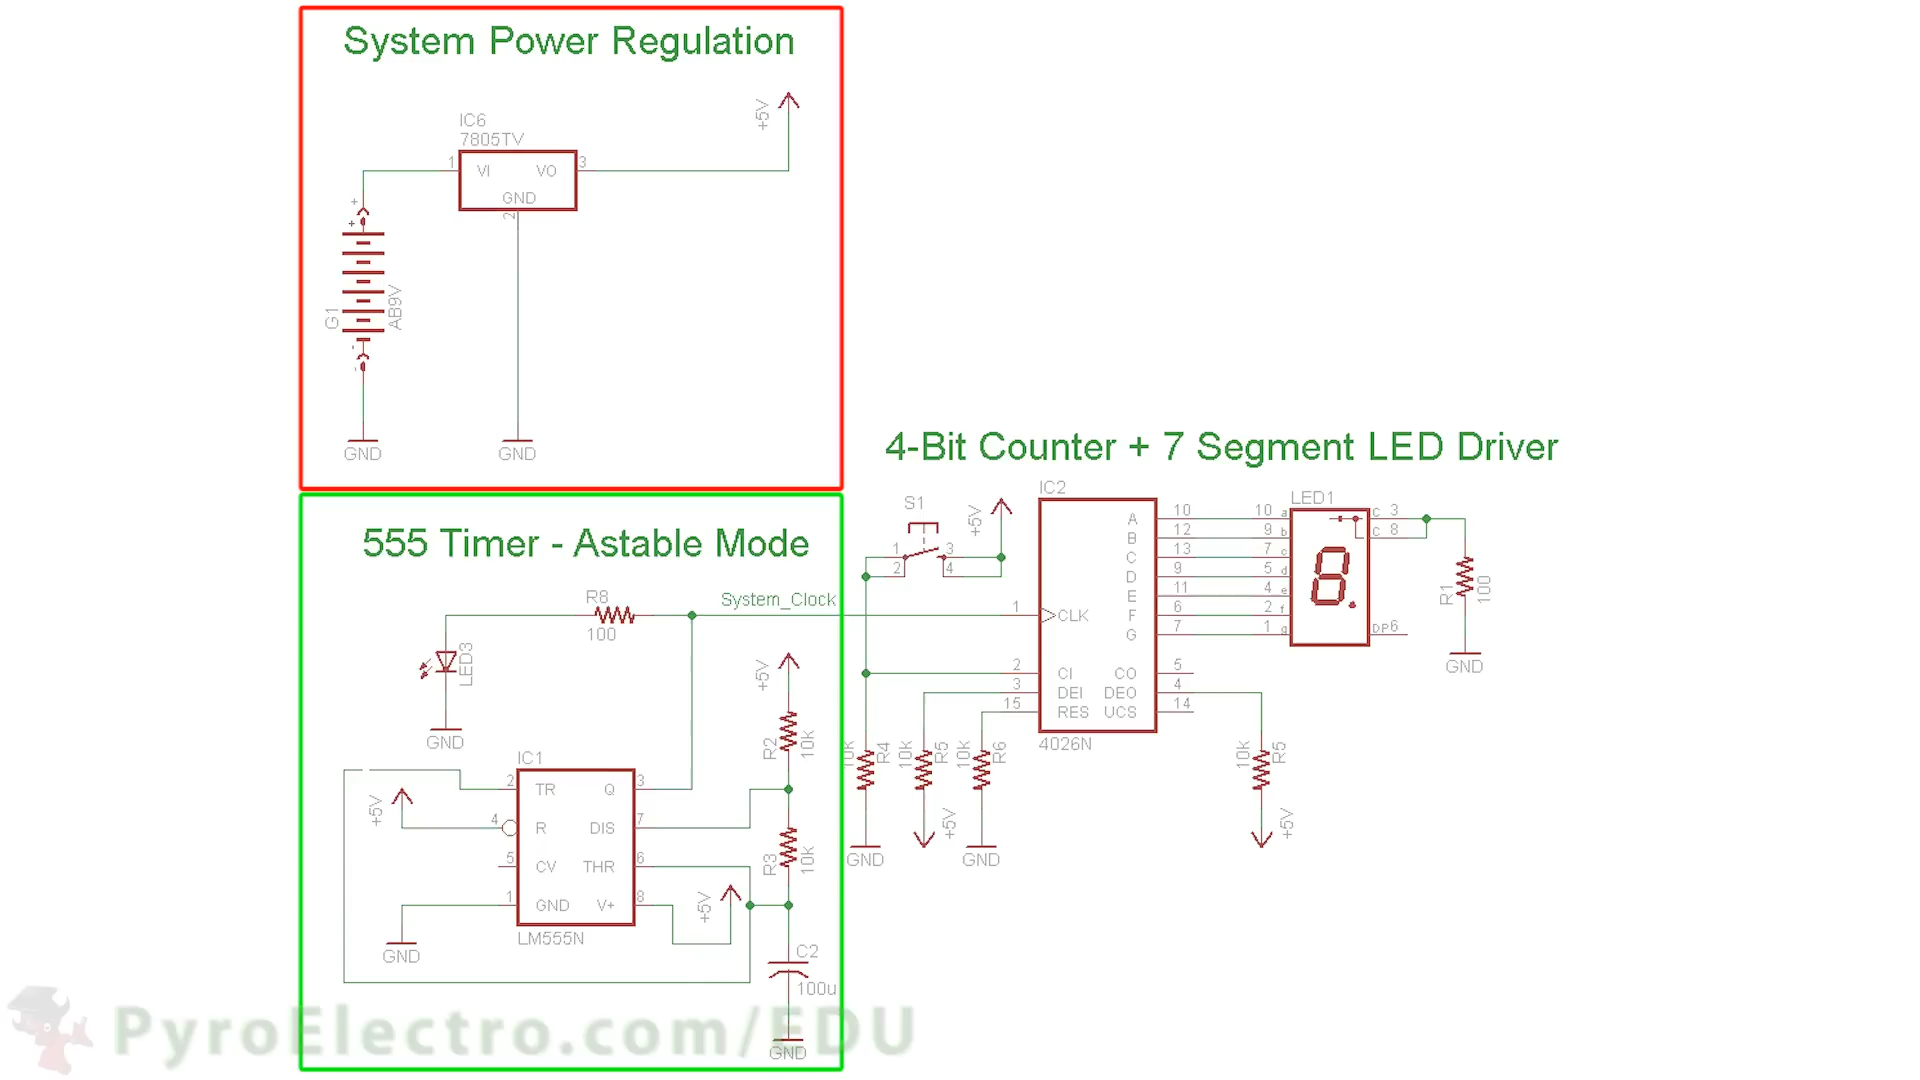 System Power Regulation
+5V
IC6
7805TV
1
VI
VO
3
GND
2
+
+
G1
AB9V
-
-
GND
GND
4-Bit Counter + 7 Segment LED Driver
555 Timer - Astable Mode
R8
100
System_Clock
LED3
GND
+5V
R2
10k
R3
10k
IC1
2
TR
Q
3
+5V
4
R
DIS
7
5
CV
THR
6
1
GND
V+
8
+5V
LM555N
GND
C2
100u
GND
S1
1
3
2
4
+5V
IC2
A
10
10
a
B
12
9
b
C
13
7
c
D
9
5
d
E
11
4
e
F
6
2
f
G
7
1
g
1
CLK
2
CI
CO
5
3
DEI
DEO
4
15
RES
UCS
14
4026N
LED1
C
3
C
8
DP
6
R1
100
GND
10k
R4
10k
R5
10k
R6
GND
+5V
GND
10k
R5
+5V
PyroElectro.com/EDU